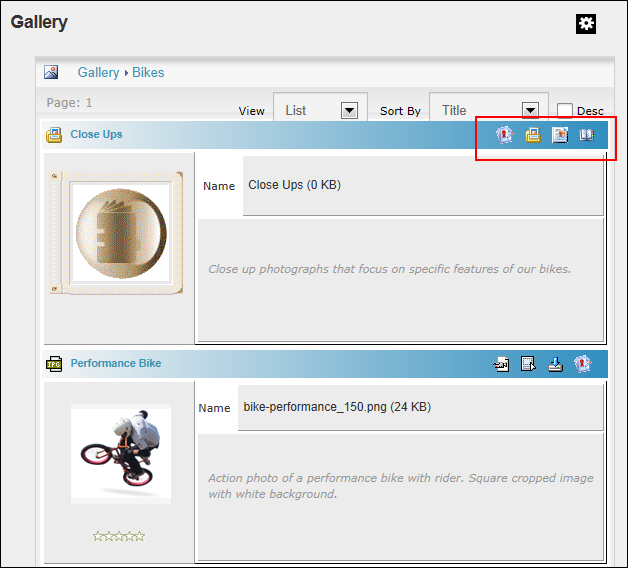 Gallery
Gallery Bikes
Page: 1
View List Sort By Title Desc
Close Ups
Name Close Ups (0 KB)
Close up photographs that focus on specific features of our bikes.
Performance Bike
Name bike-performance_150.png (24 KB)
Action photo of a performance bike with rider. Square cropped image
with white background.